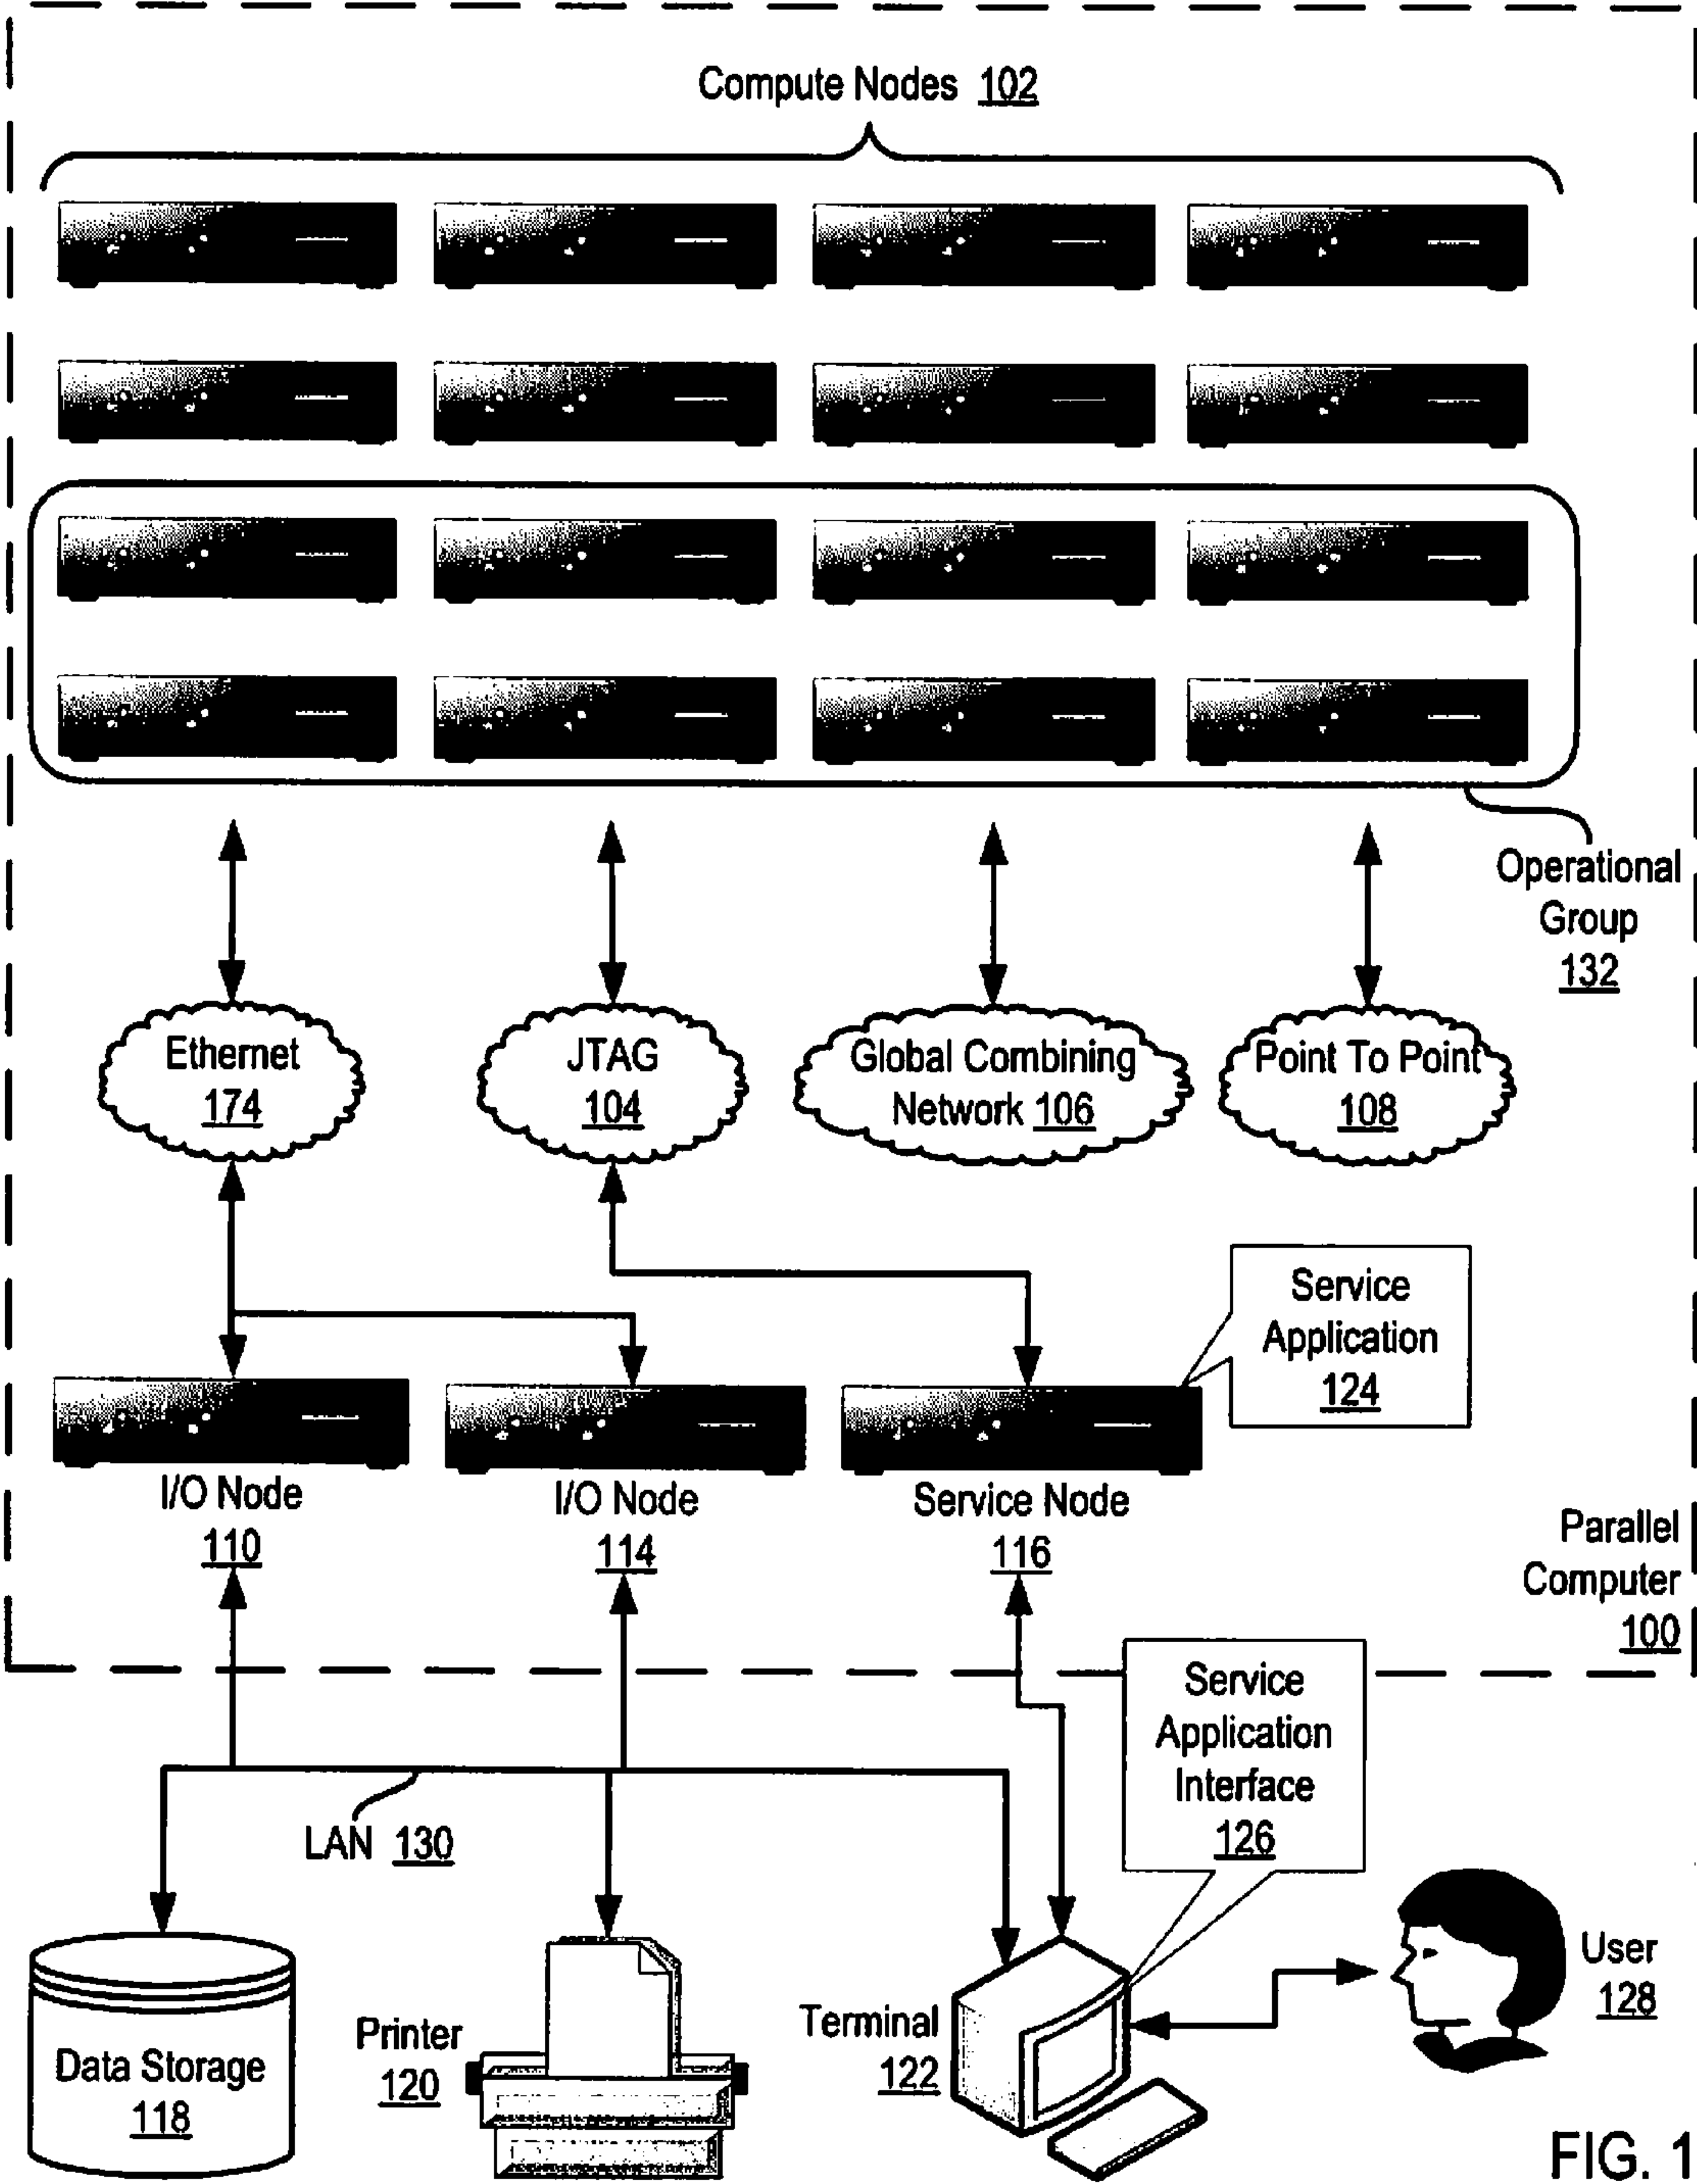 Compute Nodes 102
Operational
Group
132
Ethernet
174
JTAG
104
Global Combining
Network 106
Point To Point
108
Service
Application
124
I/O Node
110
I/O Node
114
Service Node
116
Parallel
Computer
100
Service
Application
Interface
126
LAN 130
Data Storage
118
Printer
120
Terminal
122
User
128
FIG. 1